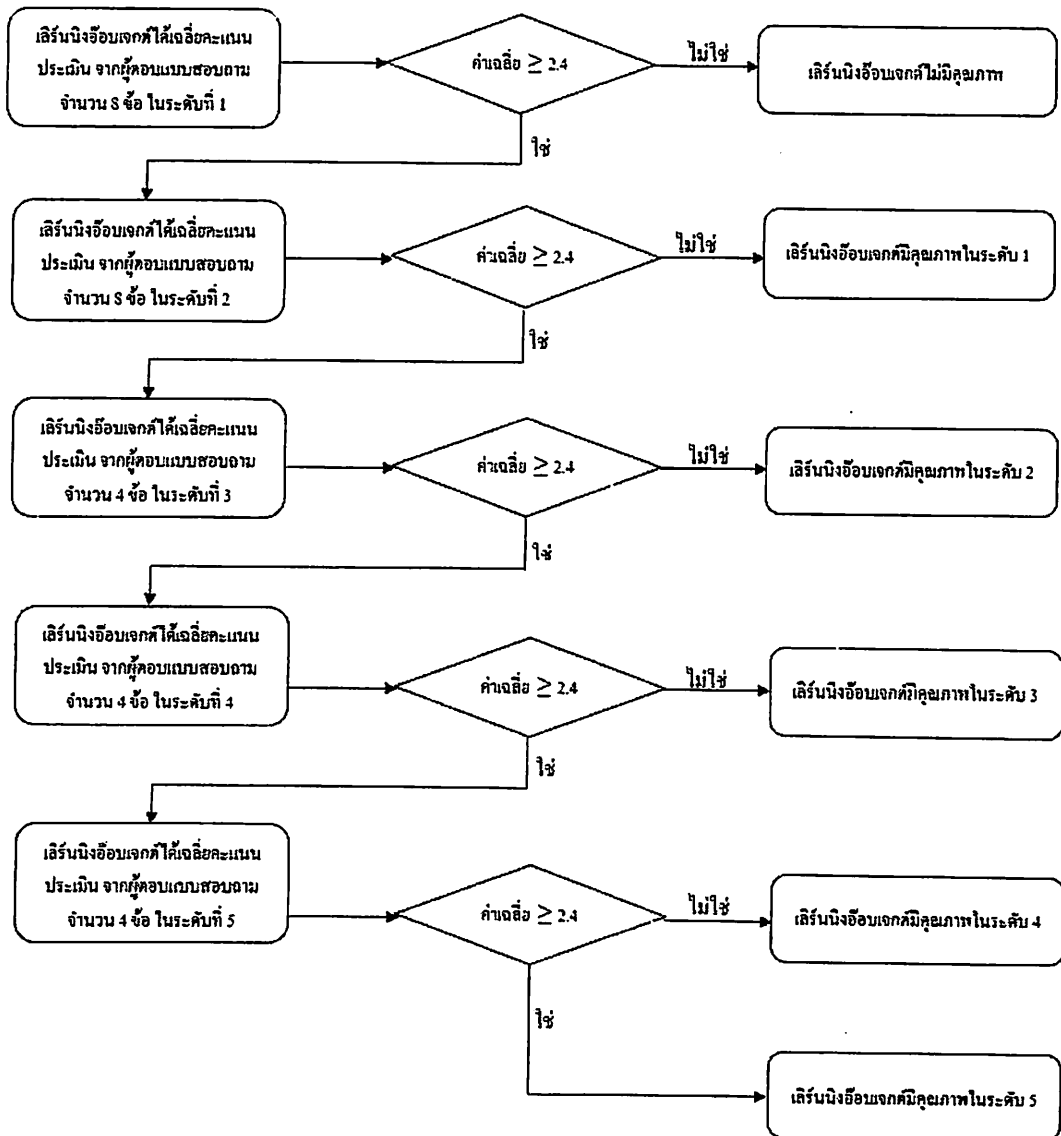 เลิร์นนิงอ๊อบเจกต์ได้เฉลี่ยคะแนน
ประเมิน จากผู้ตอบแบบสอบถาม
จำนวน 8 ข้อ ในระดับที่ 1
ค่าเฉลี่ย ≥ 2.4
ไม่ใช่
เลิร์นนิงอ๊อบเจกต์ไม่มีคุณภาพ
ใช่
เลิร์นนิงอ๊อบเจกต์ได้เฉลี่ยคะแนน
ประเมิน จากผู้ตอบแบบสอบถาม
จำนวน 8 ข้อ ในระดับที่ 2
ค่าเฉลี่ย ≥ 2.4
ไม่ใช่
เลิร์นนิงอ๊อบเจกต์มีคุณภาพในระดับ 1
ใช่
เลิร์นนิงอ๊อบเจกต์ได้เฉลี่ยคะแนน
ประเมิน จากผู้ตอบแบบสอบถาม
จำนวน 4 ข้อ ในระดับที่ 3
ค่าเฉลี่ย ≥ 2.4
ไม่ใช่
เลิร์นนิงอ๊อบเจกต์มีคุณภาพในระดับ 2
ใช่
เลิร์นนิงอ๊อบเจกต์ได้เฉลี่ยคะแนน
ประเมิน จากผู้ตอบแบบสอบถาม
จำนวน 4 ข้อ ในระดับที่ 4
ค่าเฉลี่ย ≥ 2.4
ไม่ใช่
เลิร์นนิงอ๊อบเจกต์มีคุณภาพในระดับ 3
ใช่
เลิร์นนิงอ๊อบเจกต์ได้เฉลี่ยคะแนน
ประเมิน จากผู้ตอบแบบสอบถาม
จำนวน 4 ข้อ ในระดับที่ 5
ค่าเฉลี่ย ≥ 2.4
ไม่ใช่
เลิร์นนิงอ๊อบเจกต์มีคุณภาพในระดับ 4
ใช่
เลิร์นนิงอ๊อบเจกต์มีคุณภาพในระดับ 5